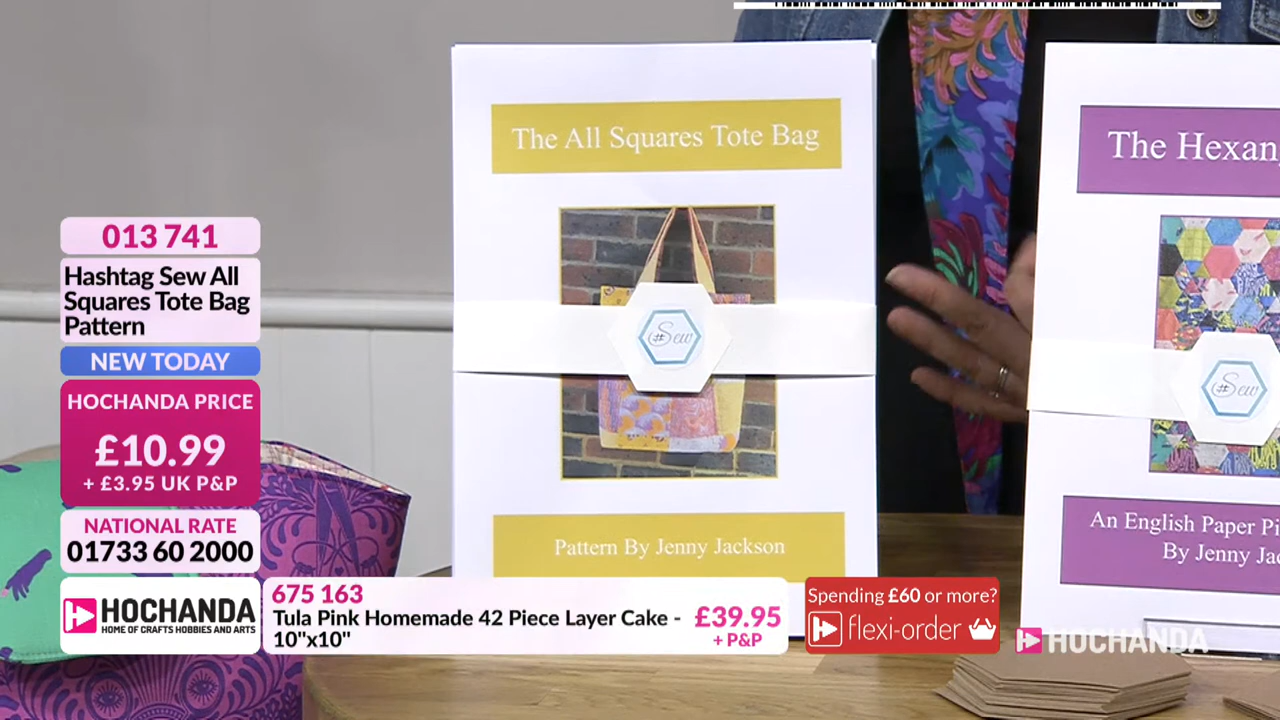 The All Squares Tote Bag
#Sew
Pattern By Jenny Jackson
The Hexan
#Sew
An English Paper Pi
By Jenny Jac
013 741
Hashtag Sew All
Squares Tote Bag
Pattern
NEW TODAY
HOCHANDA PRICE
£10.99
+ £3.95 UK P&P
NATIONAL RATE
01733 60 2000
HOCHANDA
HOME OF CRAFTS HOBBIES AND ARTS
675 163
Tula Pink Homemade 42 Piece Layer Cake -
10"x10"
£39.95
+ P&P
Spending £60 or more?
flexi-order
HOCHANDA